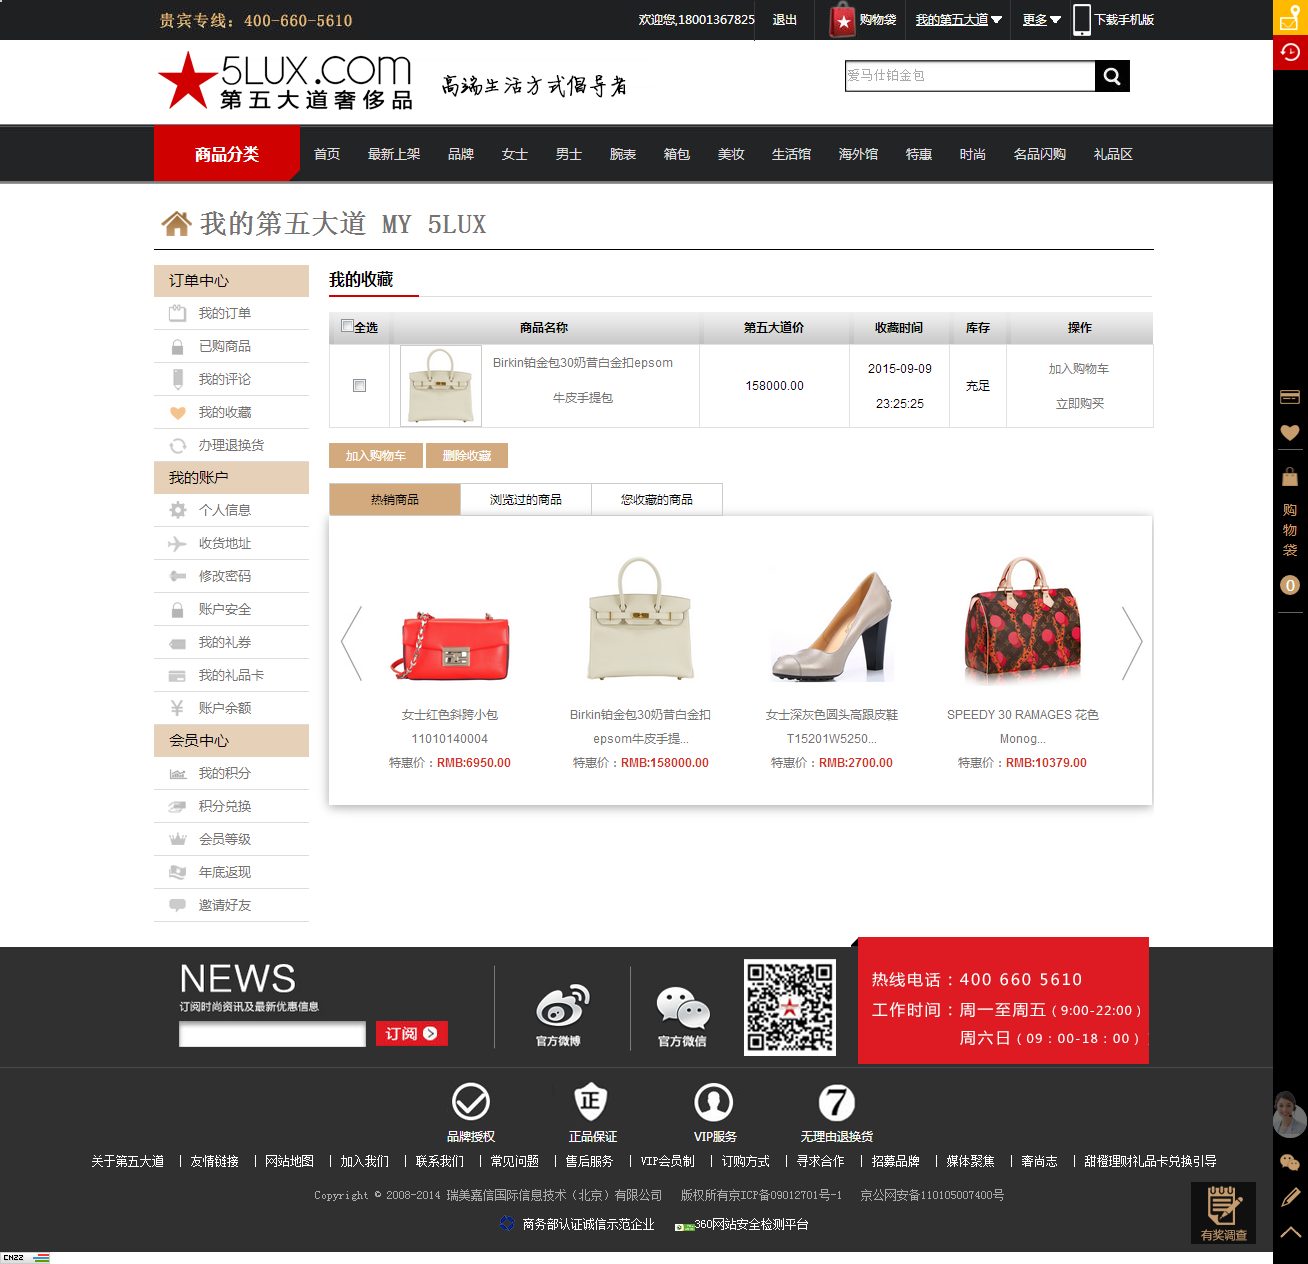 贵宾专线：400-660-5610
欢迎您,18001367825 退出 购物袋 我的第五大道 更多 下载手机版
5LUX.COM
第五大道奢侈品
高端生活方式倡导者
爱马仕铂金包
商品分类 首页 最新上架 品牌 女士 男士 腕表 箱包 美妆 生活馆 海外馆 特惠 时尚 名品闪购 礼品区
我的第五大道 MY 5LUX
订单中心
我的订单
已购商品
我的评论
我的收藏
办理退换货
我的账户
个人信息
收货地址
修改密码
账户安全
我的礼券
我的礼品卡
账户余额
会员中心
我的积分
积分兑换
会员等级
年底返现
邀请好友
我的收藏
全选 商品名称 第五大道价 收藏时间 库存 操作
Birkin铂金包30奶昔白金扣epsom
牛皮手提包
158000.00
2015-09-09
23:25:25
充足
加入购物车
立即购买
加入购物车 删除收藏
热销商品 浏览过的商品 您收藏的商品
女士红色斜跨小包
11010140004
特惠价：RMB:6950.00
Birkin铂金包30奶昔白金扣
epsom牛皮手提...
特惠价：RMB:158000.00
女士深灰色圆头高跟皮鞋
T15201W5250...
特惠价：RMB:2700.00
SPEEDY 30 RAMAGES 花色
Monog...
特惠价：RMB:10379.00
购
物
袋
0
NEWS
订阅时尚资讯及最新优惠信息
订阅
官方微博
官方微信
热线电话：400 660 5610
工作时间：周一至周五（9:00-22:00）
周六日（09：00-18：00）
正
7
品牌授权 正品保证 VIP服务 无理由退换货
关于第五大道 | 友情链接 | 网站地图 | 加入我们 | 联系我们 | 常见问题 | 售后服务 | VIP会员制 | 订购方式 | 寻求合作 | 招募品牌 | 媒体聚焦 | 奢尚志 | 甜橙理财礼品卡兑换引导
Copyright © 2008-2014 瑞美嘉信国际信息技术（北京）有限公司 版权所有京ICP备09012701号-1 京公网安备110105007400号
商务部认证诚信示范企业 360网站安全检测平台
有奖调查
CNZZ